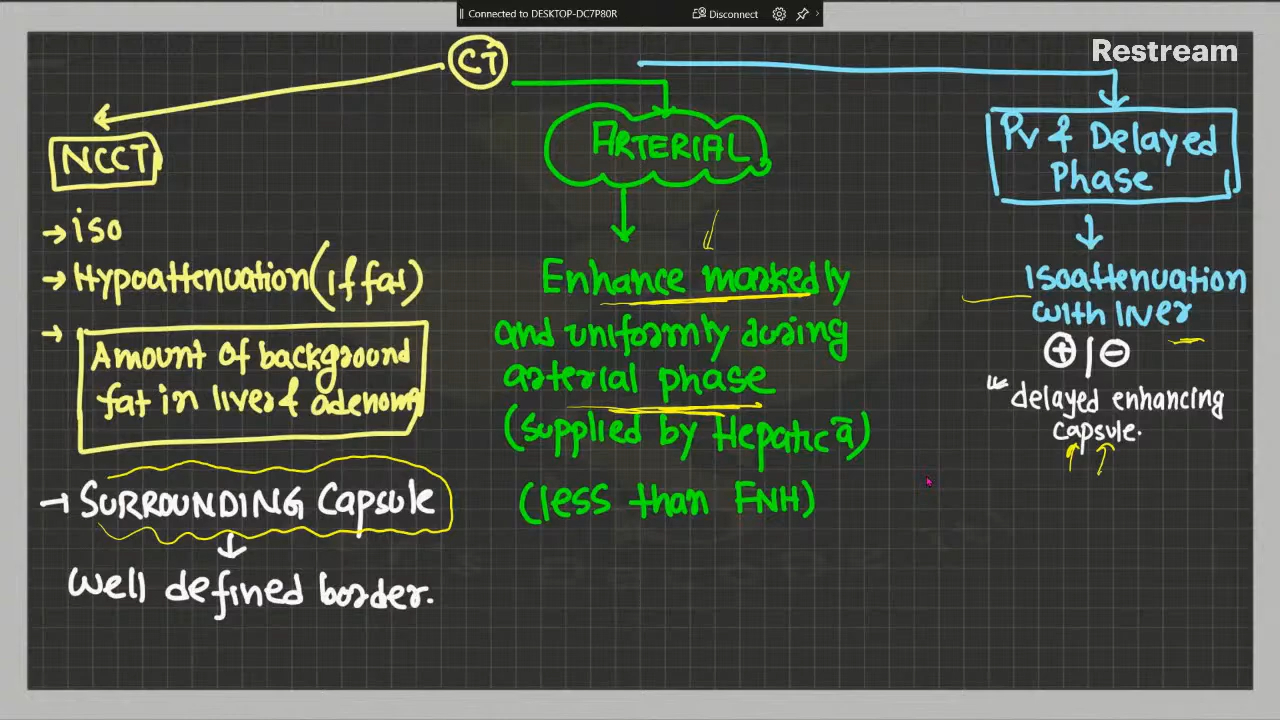 Connected to DESKTOP-DC7P80R
Disconnect
Restream
CT
NCCT
→ iso
→ Hypoattenuation (if fat)
→ Amount of background
fat in liver & adenoma
→ SURROUNDING Capsule
Well defined border.
ARTERIAL
Enhance markedly
and uniformly during
arterial phase
(supplied by Hepatic ā)
(less than FNH)
PV & Delayed
Phase
Isoattenuation
with liver
⊕ | ⊖
delayed enhancing
capsule.